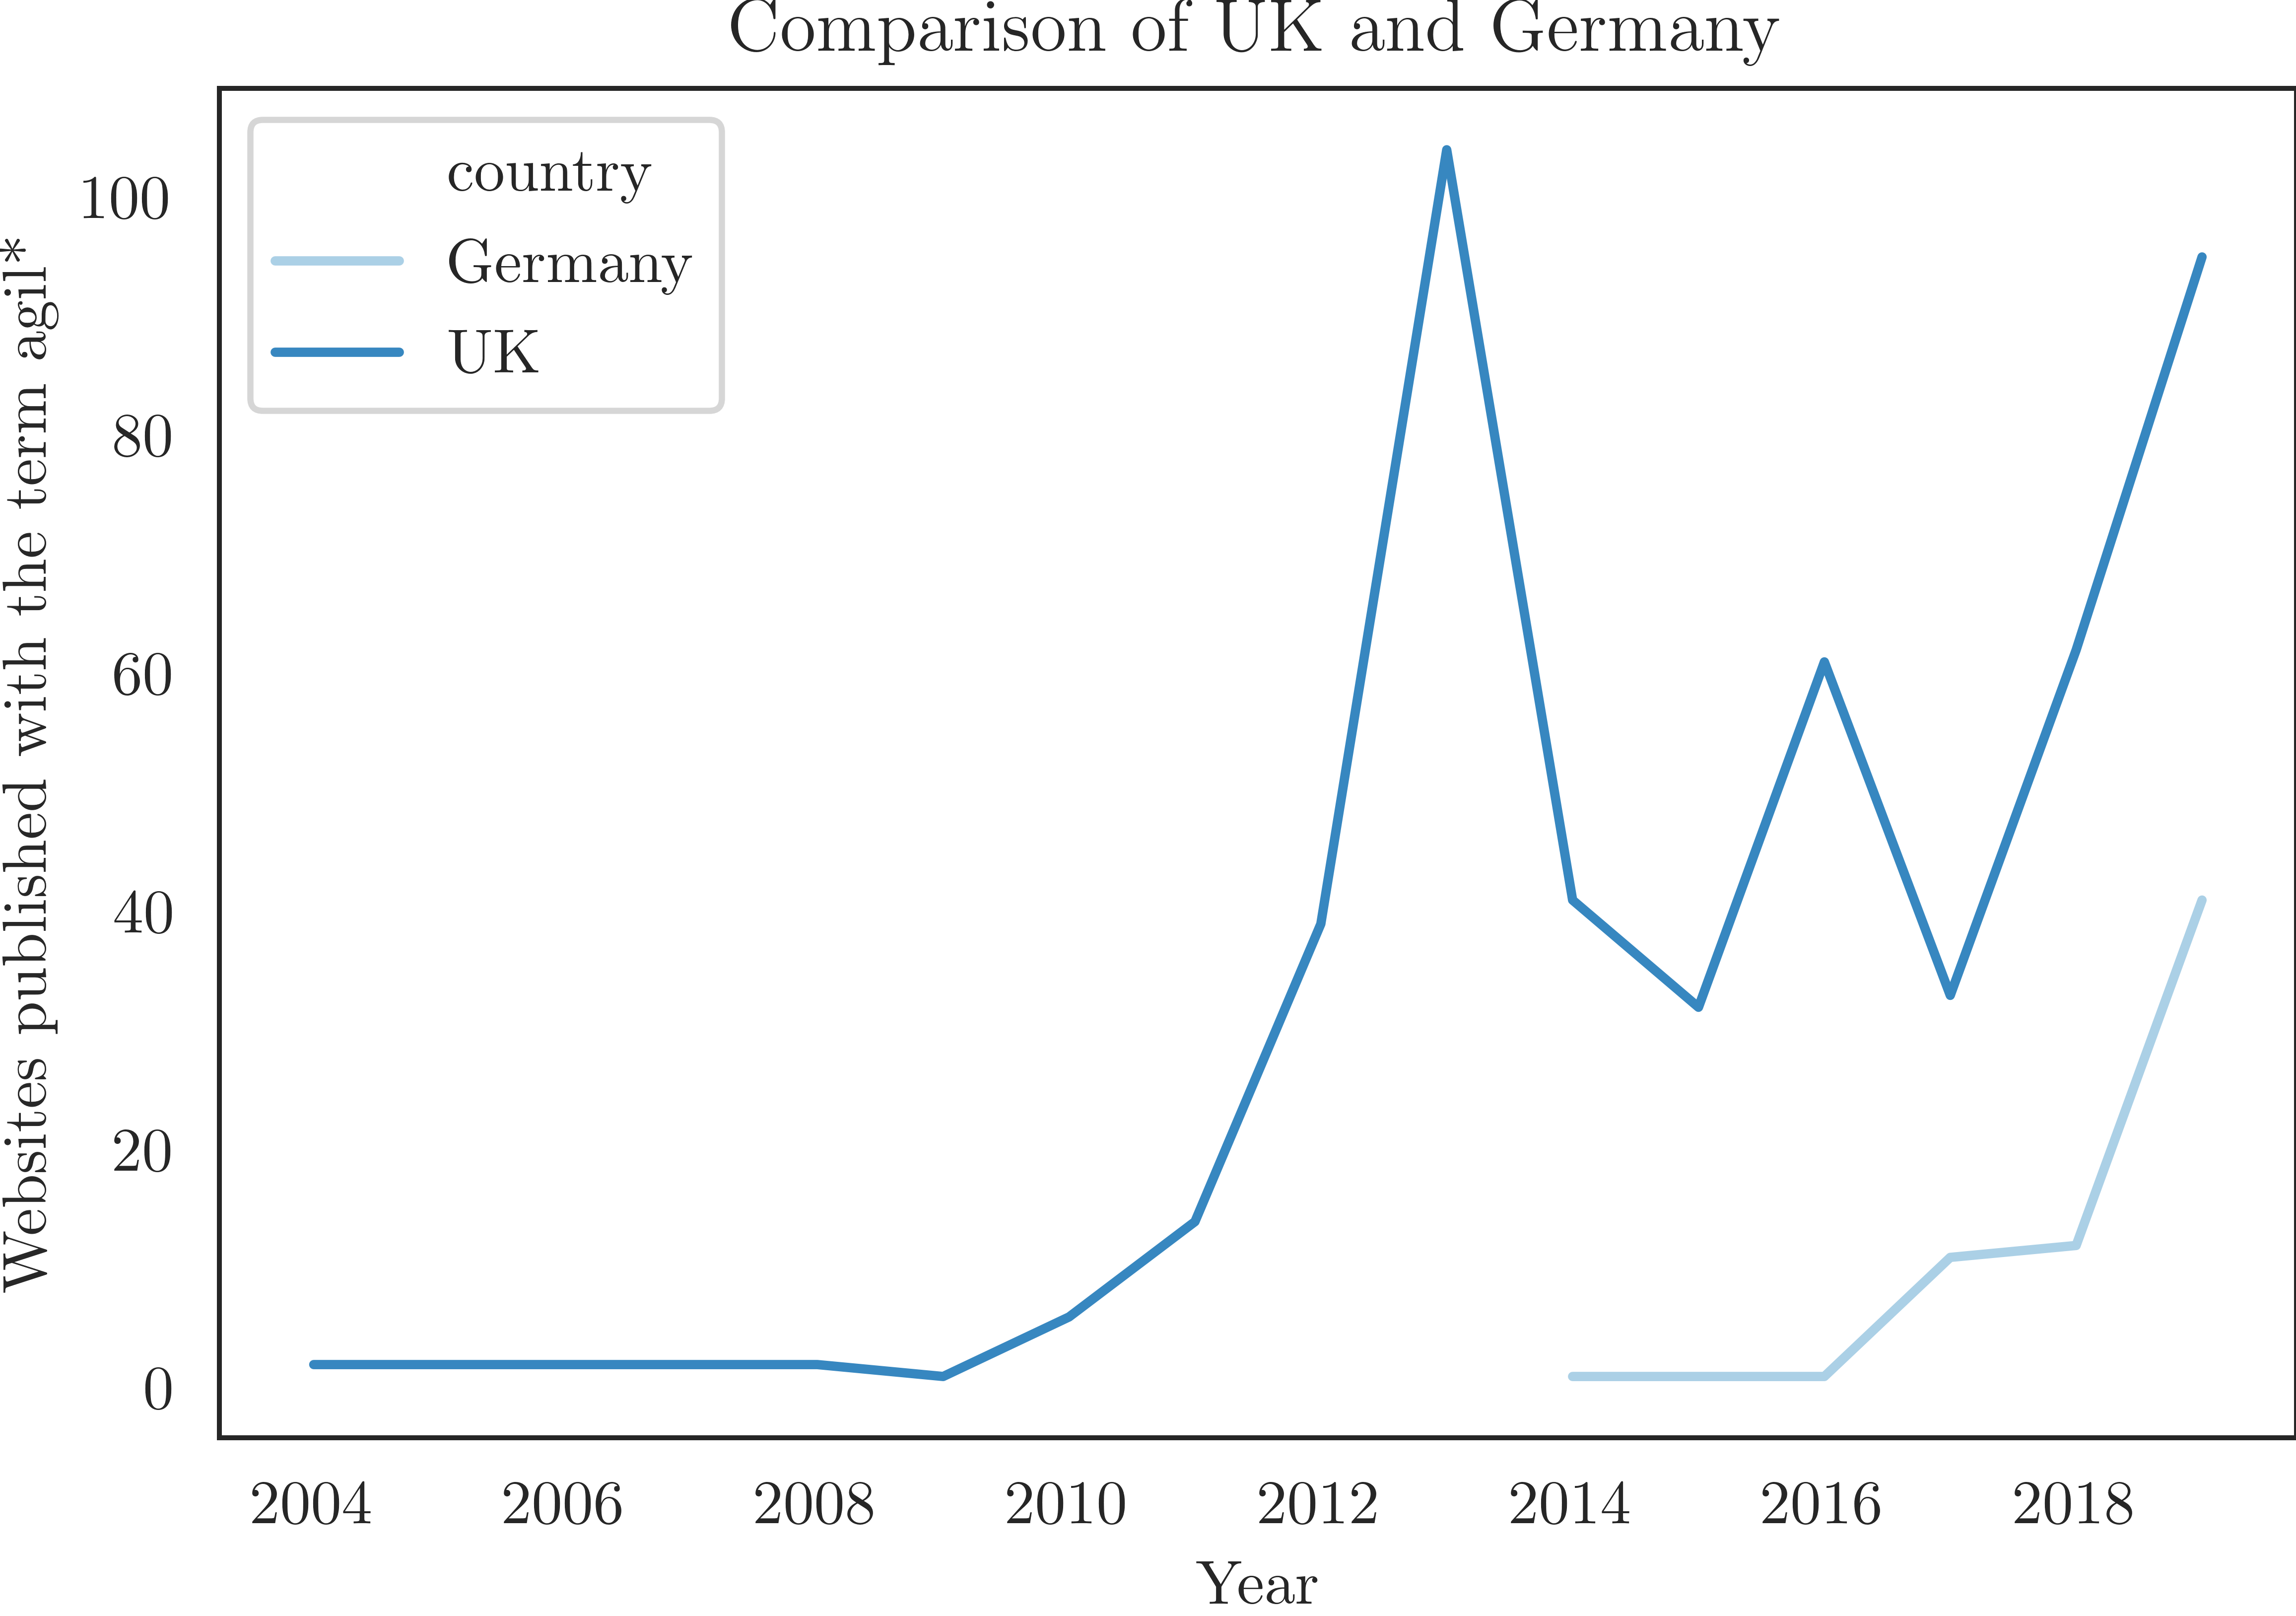 Comparison of UK and Germany
country
Germany
UK
100
80
60
40
20
0
Websites published with the term agil*
2004 2006 2008 2010 2012 2014 2016 2018
Year